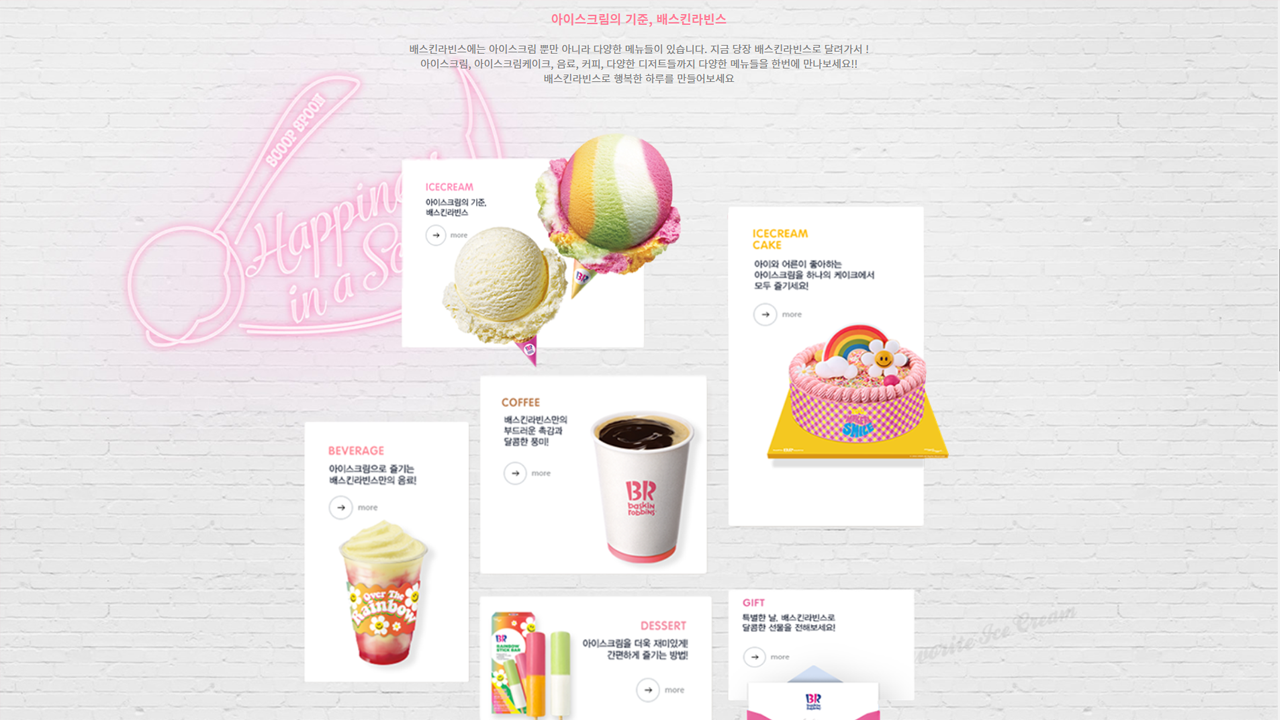 아이스크림의 기준, 배스킨라빈스
배스킨라빈스에는 아이스크림 뿐만 아니라 다양한 메뉴들이 있습니다. 지금 당장 배스킨라빈스로 달려가서 !
아이스크림, 아이스크림케이크, 음료, 커피, 다양한 디저트들까지 다양한 메뉴들을 한번에 만나보세요!!
배스킨라빈스로 행복한 하루를 만들어보세요
SOOOP SPOON
Happine
in a Sc
ICECREAM
아이스크림의 기준,
배스킨라빈스
more
BR
ICECREAM
CAKE
아이와 어른이 좋아하는
아이스크림을 하나의 케이크에서
모두 즐기세요!
more
SMILE
COFFEE
배스킨라빈스만의
부드러운 촉감과
달콤한 풍미!
more
BR
baskin
robbins
BEVERAGE
아이스크림으로 즐기는
배스킨라빈스만의 음료!
more
Over The
Rainbow
DESSERT
아이스크림을 더욱 재미있게!
간편하게 즐기는 방법!
more
BR
RAINBOW
STICK BAR
GIFT
특별한 날, 배스킨라빈스로
달콤한 선물을 전해보세요!
more
BR
baskin
robbins
vorite Ice Cream